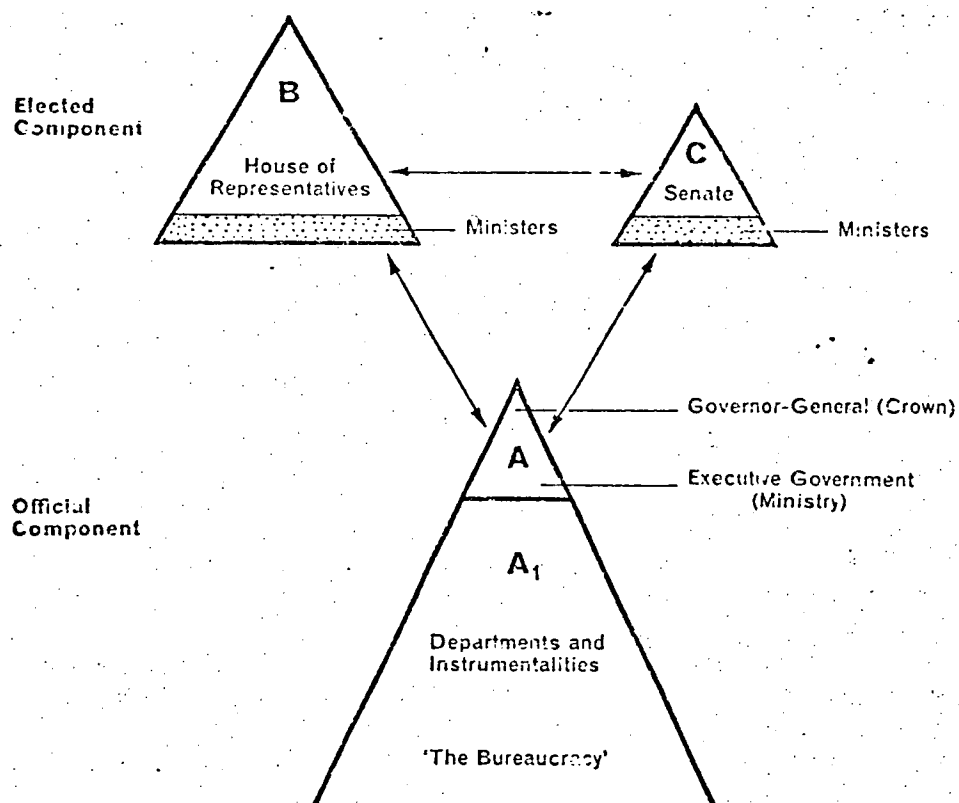 B
Elected
Component
C
House of
Representatives
Senate
Ministers
Ministers
Governor-General (Crown)
A
Executive Government
(Ministry)
Official
Component
A₁
Departments and
Instrumentalities
'The Bureaucracy'